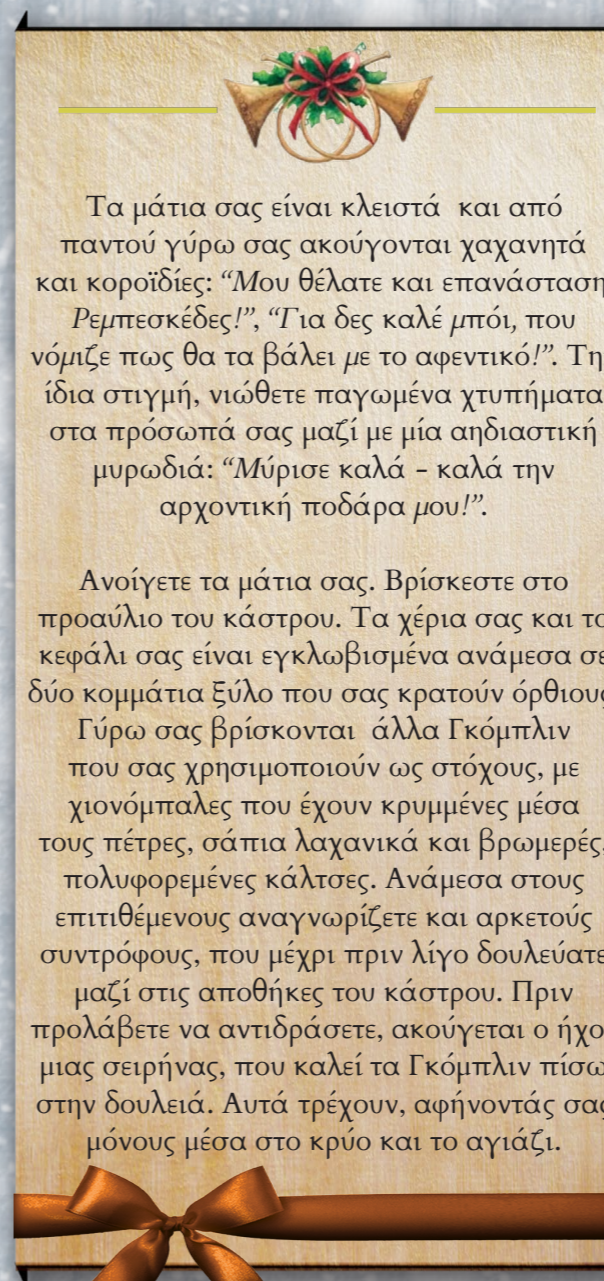 Τα μάτια σας είναι κλειστά και από
παντού γύρω σας ακούγονται χαχανητά
και κοροϊδίες: “Μου θέλατε και επανάσταση
Ρεμπεσκέδες!”, “Για δες καλέ μπόι, που
νόμιζε πως θα τα βάλει με το αφεντικό!”. Τη
ίδια στιγμή, νιώθετε παγωμένα χτυπήματα
στα πρόσωπά σας μαζί με μία αηδιαστική
μυρωδιά: “Μύρισε καλά – καλά την
αρχοντική ποδάρα μου!”.
Ανοίγετε τα μάτια σας. Βρίσκεστε στο
προαύλιο του κάστρου. Τα χέρια σας και το
κεφάλι σας είναι εγκλωβισμένα ανάμεσα σε
δύο κομμάτια ξύλο που σας κρατούν όρθιους
Γύρω σας βρίσκονται άλλα Γκόμπλιν
που σας χρησιμοποιούν ως στόχους, με
χιονόμπαλες που έχουν κρυμμένες μέσα
τους πέτρες, σάπια λαχανικά και βρωμερές,
πολυφορεμένες κάλτσες. Ανάμεσα στους
επιτιθέμενους αναγνωρίζετε και αρκετούς
συντρόφους, που μέχρι πριν λίγο δουλεύατε
μαζί στις αποθήκες του κάστρου. Πριν
προλάβετε να αντιδράσετε, ακούγεται ο ήχο
μιας σειρήνας, που καλεί τα Γκόμπλιν πίσω
στην δουλειά. Αυτά τρέχουν, αφήνοντάς σας
μόνους μέσα στο κρύο και το αγιάζι.